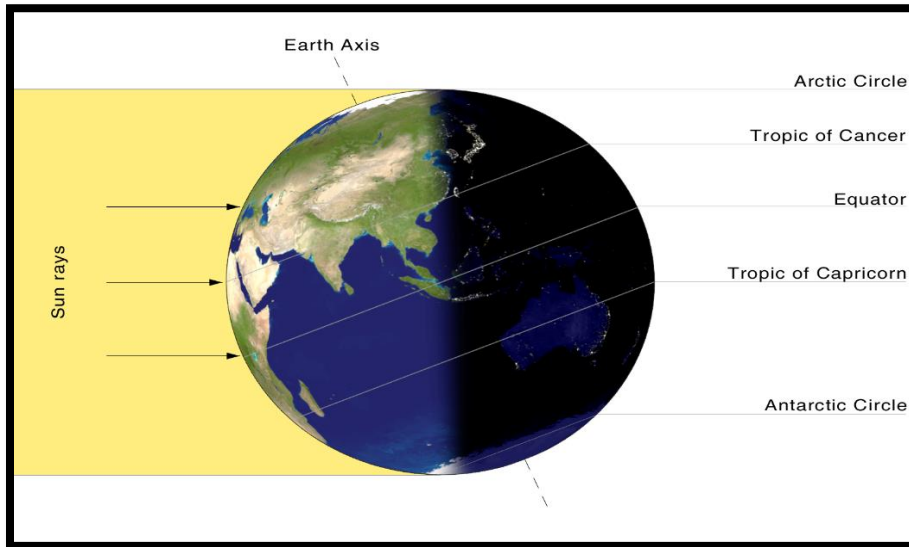 Earth Axis
Arctic Circle
Tropic of Cancer
Equator
Tropic of Capricorn
Sun rays
Antarctic Circle